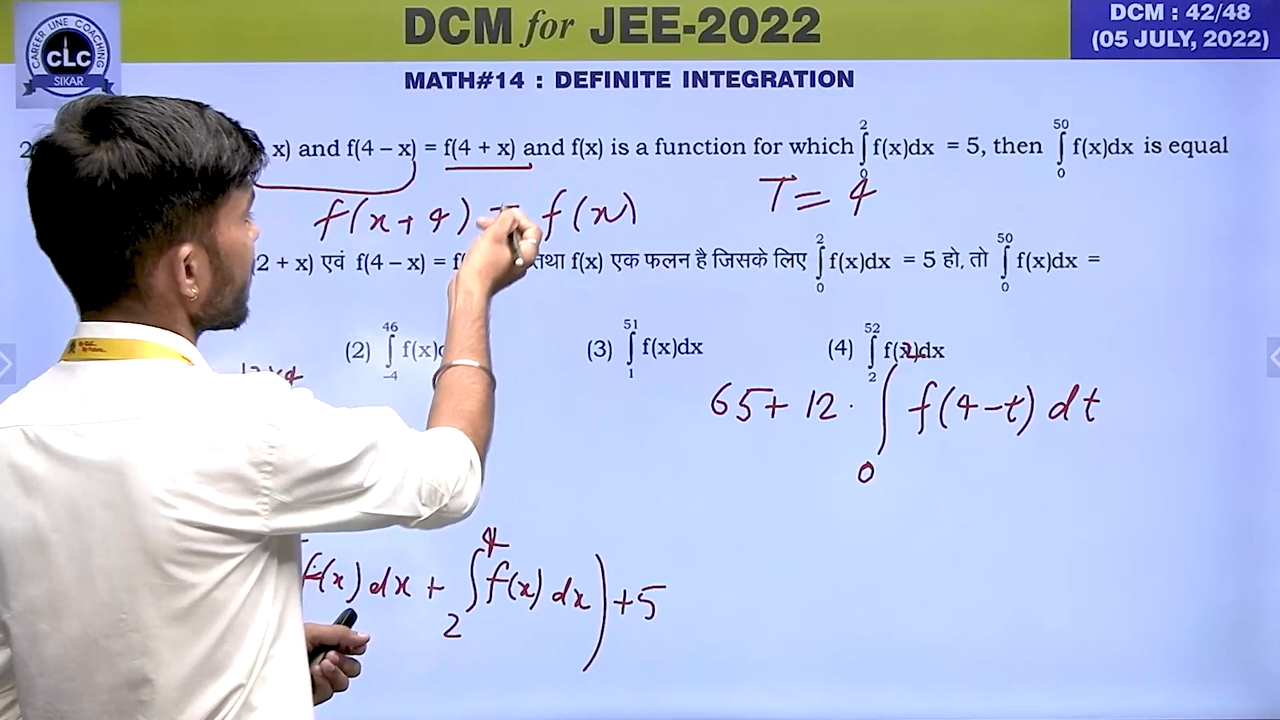 DCM for JEE-2022
DCM : 42/48
(05 JULY, 2022)
CAREER LINE COACHING
CLC
SIKAR
MATH#14 : DEFINITE INTEGRATION
x) and f(4 – x) = f(4 + x) and f(x) is a function for which ∫₀² f(x)dx = 5, then ∫₀⁵⁰ f(x)dx is equal
f(x+4) = f(x)
T = 4
(2 + x) एवं f(4 – x) = तथा f(x) एक फलन है जिसके लिए ∫₀² f(x)dx = 5 हो, तो ∫₀⁵⁰ f(x)dx =
(2) ∫₋₄⁴⁶ f(x)
(3) ∫₁⁵¹ f(x)dx
(4) ∫₂⁵² f(x)dx
65 + 12 · ∫₀ f(4-t) dt
f(x) dx + ∫₂⁴ f(x) dx) + 5